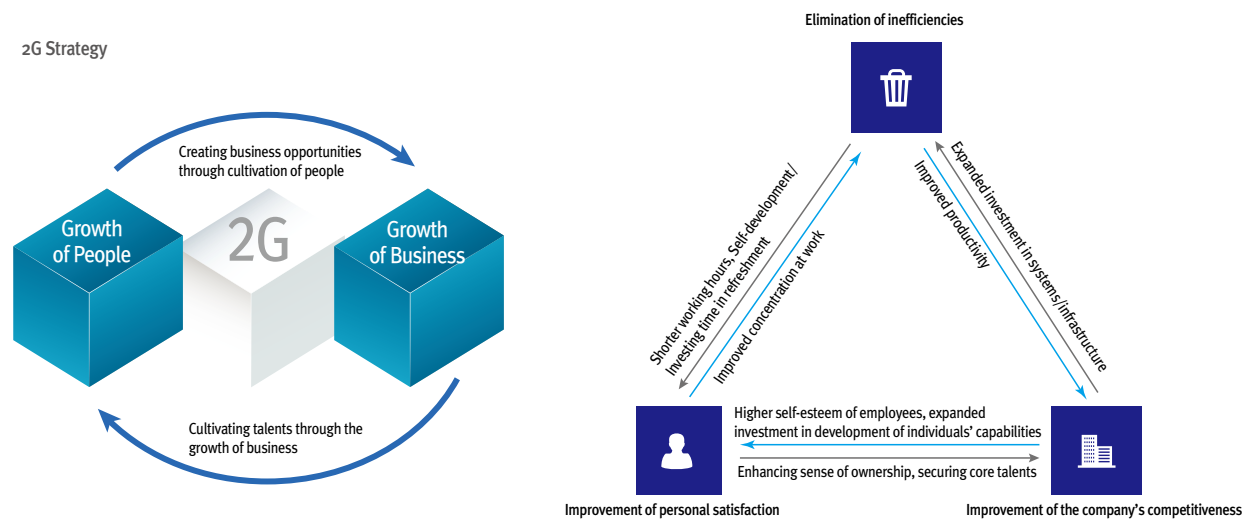 2G Strategy
Creating business opportunities
through cultivation of people
Growth
of People
2G
Growth
of Business
Cultivating talents through the
growth of business
Elimination of inefficiencies
Shorter working hours, Self-development/
Investing time in refreshment
Improved concentration at work
Expanded investment in systems/infrastructure
Improved productivity
Higher self-esteem of employees, expanded
investment in development of individuals’ capabilities
Enhancing sense of ownership, securing core talents
Improvement of personal satisfaction
Improvement of the company’s competitiveness